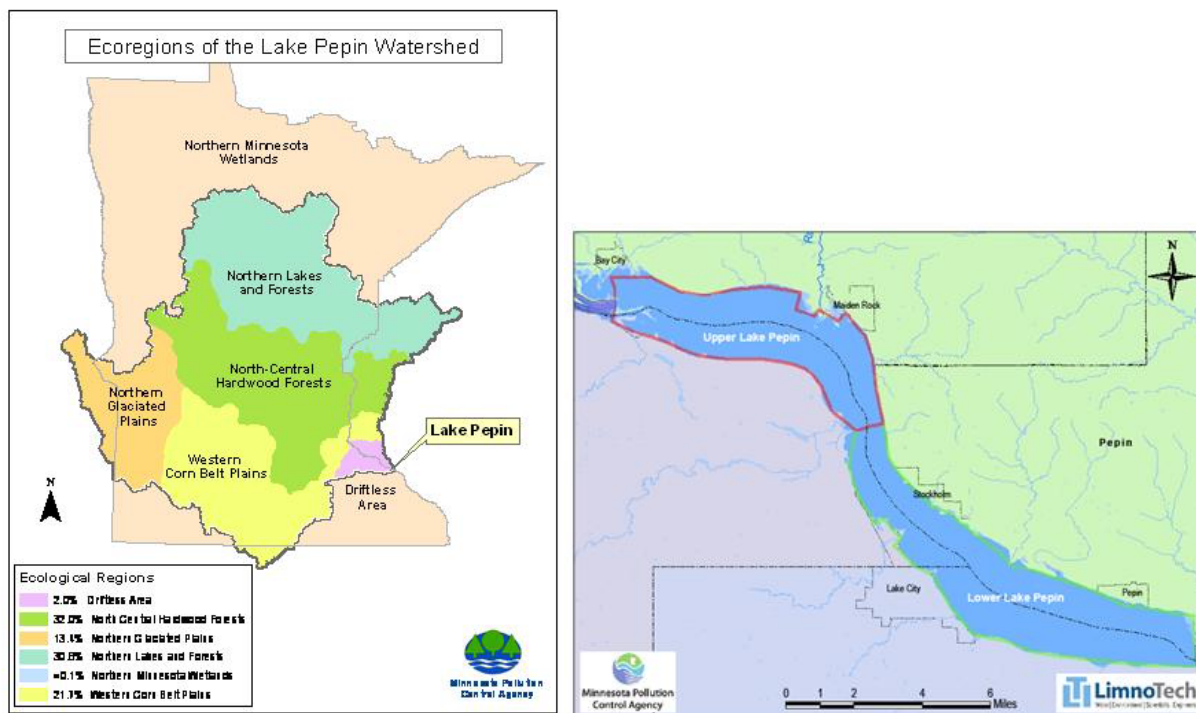 Ecoregions of the Lake Pepin Watershed
Northern Minnesota
Wetlands
Northern Lakes
and Forests
North-Central
Hardwood Forests
Northern
Glaciated
Plains
Lake Pepin
Western
Corn Belt Plains
Driftless
Area
N
Ecological Regions
2.0% Driftless Area
32.0% North Central Hardwood Forests
13.4% Northern Glaciated Plains
30.8% Northern Lakes and Forests
<0.1% Northern Minnesota Wetlands
21.7% Western Corn Belt Plains
Minnesota Pollution
Control Agency
Bay City
N
Maiden Rock
Upper Lake Pepin
Pepin
Stockholm
Lake City
Pepin
Lower Lake Pepin
Minnesota Pollution
Control Agency
0 1 2 3 4 6
Miles
LimnoTech